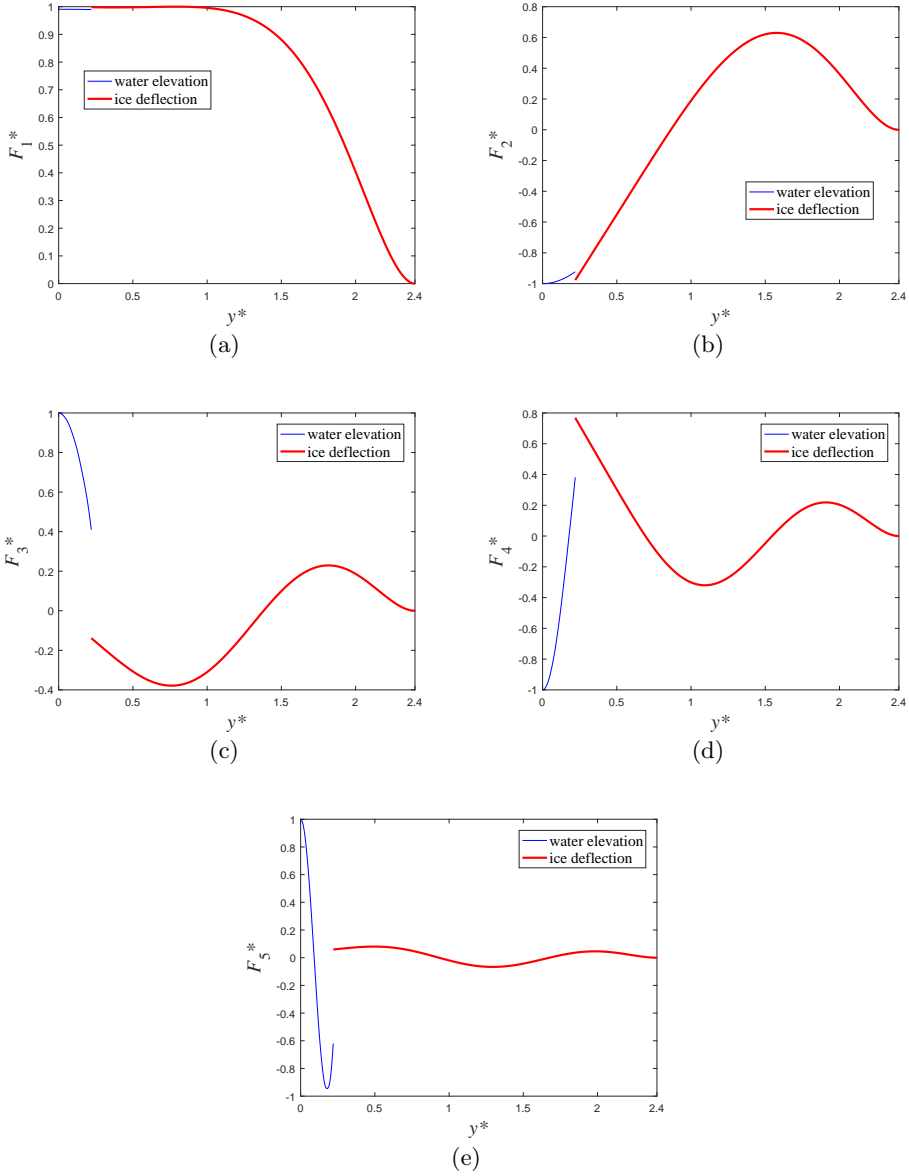 1
0.9
0.8
0.7
0.6
0.5
0.4
0.3
0.2
0.1
0
F₁*
water elevation
ice deflection
0 0.5 1 1.5 2 2.4
y*
(a)
0.8
0.6
0.4
0.2
0
-0.2
-0.4
-0.6
-0.8
-1
F₂*
water elevation
ice deflection
0 0.5 1 1.5 2 2.4
y*
(b)
1
0.8
0.6
0.4
0.2
0
-0.2
-0.4
F₃*
water elevation
ice deflection
0 0.5 1 1.5 2 2.4
y*
(c)
0.8
0.6
0.4
0.2
0
-0.2
-0.4
-0.6
-0.8
-1
F₄*
water elevation
ice deflection
0 0.5 1 1.5 2 2.4
y*
(d)
1
0.8
0.6
0.4
0.2
0
-0.2
-0.4
-0.6
-0.8
-1
F₅*
water elevation
ice deflection
0 0.5 1 1.5 2 2.4
y*
(e)